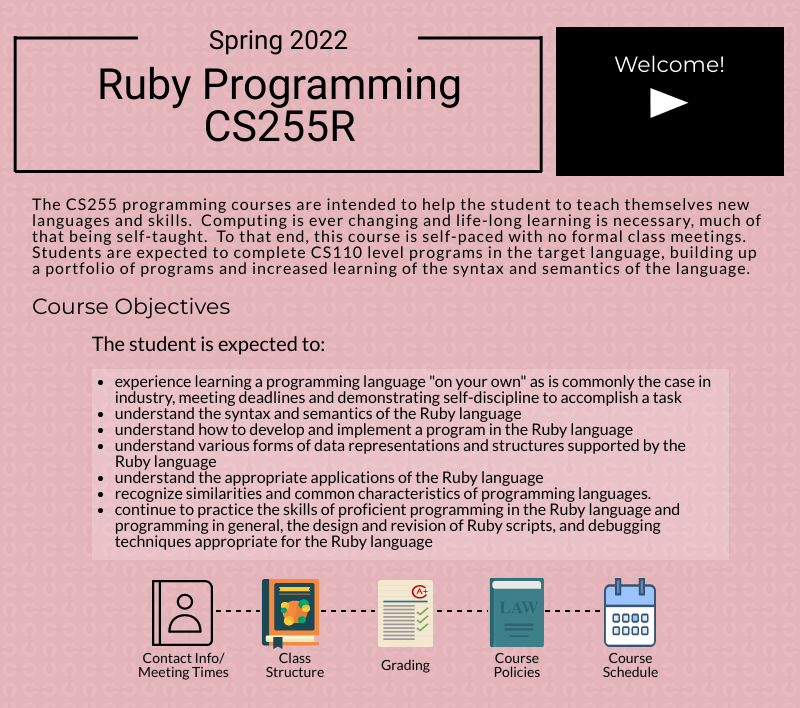 Spring 2022
Ruby Programming
CS255R
Welcome!
The CS255 programming courses are intended to help the student to teach themselves new
languages and skills.  Computing is ever changing and life-long learning is necessary, much of
that being self-taught.  To that end, this course is self-paced with no formal class meetings.
Students are expected to complete CS110 level programs in the target language, building up
a portfolio of programs and increased learning of the syntax and semantics of the language.
Course Objectives
The student is expected to:
• experience learning a programming language "on your own" as is commonly the case in
industry, meeting deadlines and demonstrating self-discipline to accomplish a task
• understand the syntax and semantics of the Ruby language
• understand how to develop and implement a program in the Ruby language
• understand various forms of data representations and structures supported by the
Ruby language
• understand the appropriate applications of the Ruby language
• recognize similarities and common characteristics of programming languages.
• continue to practice the skills of proficient programming in the Ruby language and
programming in general, the design and revision of Ruby scripts, and debugging
techniques appropriate for the Ruby language
A+
LAW
Contact Info/
Meeting Times
Class
Structure
Grading
Course
Policies
Course
Schedule